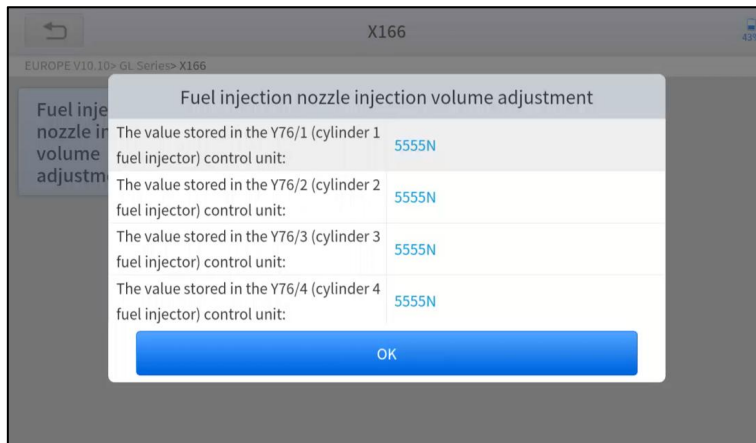 X166
43%
EUROPE V10.10> GL-Series> X166
Fuel inje
nozzle in
volume
adjustm
Fuel injection nozzle injection volume adjustment
The value stored in the Y76/1 (cylinder 1
fuel injector) control unit:
5555N
The value stored in the Y76/2 (cylinder 2
fuel injector) control unit:
5555N
The value stored in the Y76/3 (cylinder 3
fuel injector) control unit:
5555N
The value stored in the Y76/4 (cylinder 4
fuel injector) control unit:
5555N
OK